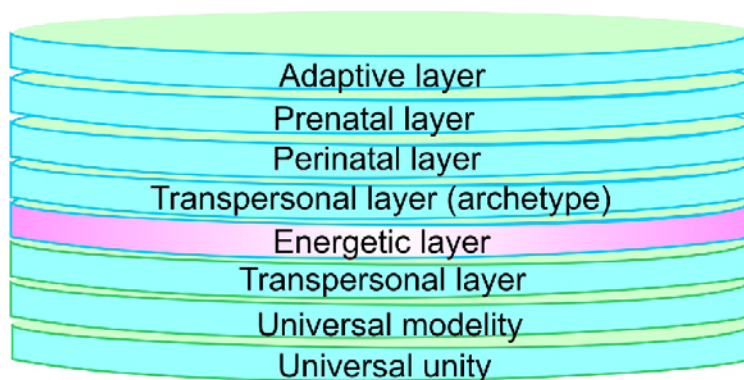 Adaptive layer
Prenatal layer
Perinatal layer
Transpersonal layer (archetype)
Energetic layer
Transpersonal layer
Universal modelity
Universal unity